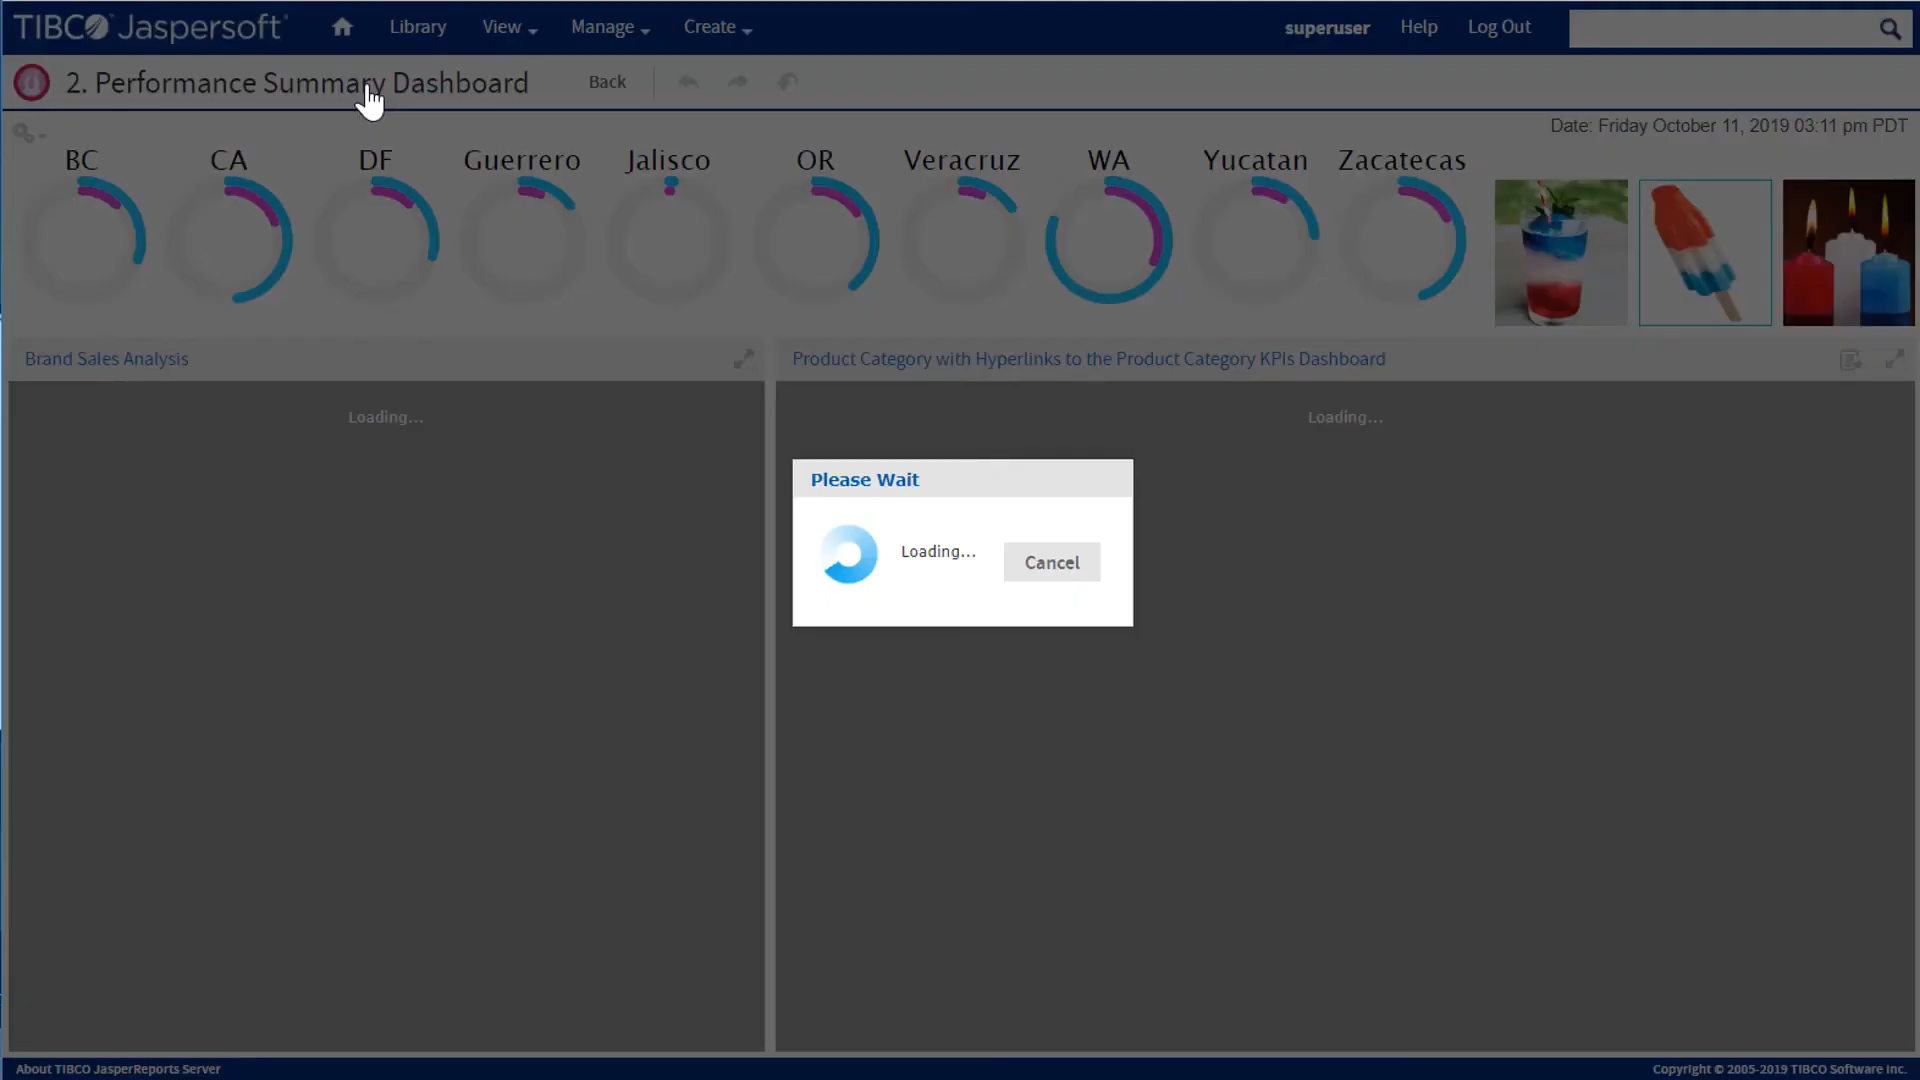 TIBCO Jaspersoft
Library
View
Manage
Create
superuser
Help
Log Out
2. Performance Summary Dashboard
Back
Date: Friday October 11, 2019 03:11 pm PDT
BC
CA
DF
Guerrero
Jalisco
OR
Veracruz
WA
Yucatan
Zacatecas
Brand Sales Analysis
Product Category with Hyperlinks to the Product Category KPIs Dashboard
Loading...
Loading...
Please Wait
Loading...
Cancel
About TIBCO JasperReports Server
Copyright © 2005-2019 TIBCO Software Inc.